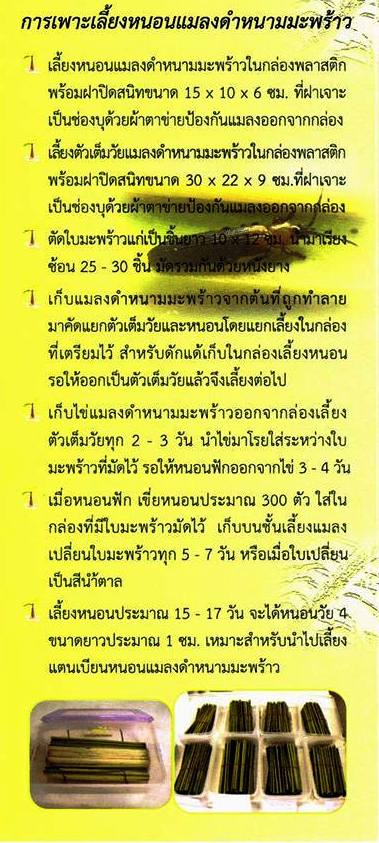 การเพาะเลี้ยงหนอนแมลงดำหนามมะพร้าว
เลี้ยงหนอนแมลงดำหนามมะพร้าวในกล่องพลาสติก
พร้อมฝาปิดสนิทขนาด 15 x 10 x 6 ซม. ที่ฝาเจาะ
เป็นช่องบุด้วยผ้าตาข่ายป้องกันแมลงออกจากกล่อง
เลี้ยงตัวเต็มวัยแมลงดำหนามมะพร้าวในกล่องพลาสติก
พร้อมฝาปิดสนิทขนาด 30 x 22 x 9 ซม.ที่ฝาเจาะ
เป็นช่องบุด้วยผ้าตาข่ายป้องกันแมลงออกจากกล่อง
ตัดใบมะพร้าวแก่เป็นชิ้นยาว 10 x 12 ซม. นำมาเรียง
ซ้อน 25 - 30 ชิ้น มัดรวมกันด้วยหนังยาง
เก็บแมลงดำหนามมะพร้าวจากต้นที่ถูกทำลาย
มาคัดแยกตัวเต็มวัยและหนอนโดยแยกเลี้ยงในกล่อง
ที่เตรียมไว้ สำหรับดักแด้เก็บในกล่องเลี้ยงหนอน
รอให้ออกเป็นตัวเต็มวัยแล้วจึงเลี้ยงต่อไป
เก็บไข่แมลงดำหนามมะพร้าวออกจากกล่องเลี้ยง
ตัวเต็มวัยทุก 2 - 3 วัน นำไข่มาโรยใส่ระหว่างใบ
มะพร้าวที่มัดไว้ รอให้หนอนฟักออกจากไข่ 3 - 4 วัน
เมื่อหนอนฟัก เขี่ยหนอนประมาณ 300 ตัว ใส่ใน
กล่องที่มีใบมะพร้าวมัดไว้ เก็บบนชั้นเลี้ยงแมลง
เปลี่ยนใบมะพร้าวทุก 5 - 7 วัน หรือเมื่อใบเปลี่ยน
เป็นสีน้ำตาล
เลี้ยงหนอนประมาณ 15 - 17 วัน จะได้หนอนวัย 4
ขนาดยาวประมาณ 1 ซม. เหมาะสำหรับนำไปเลี้ยง
แตนเบียนหนอนแมลงดำหนามมะพร้าว